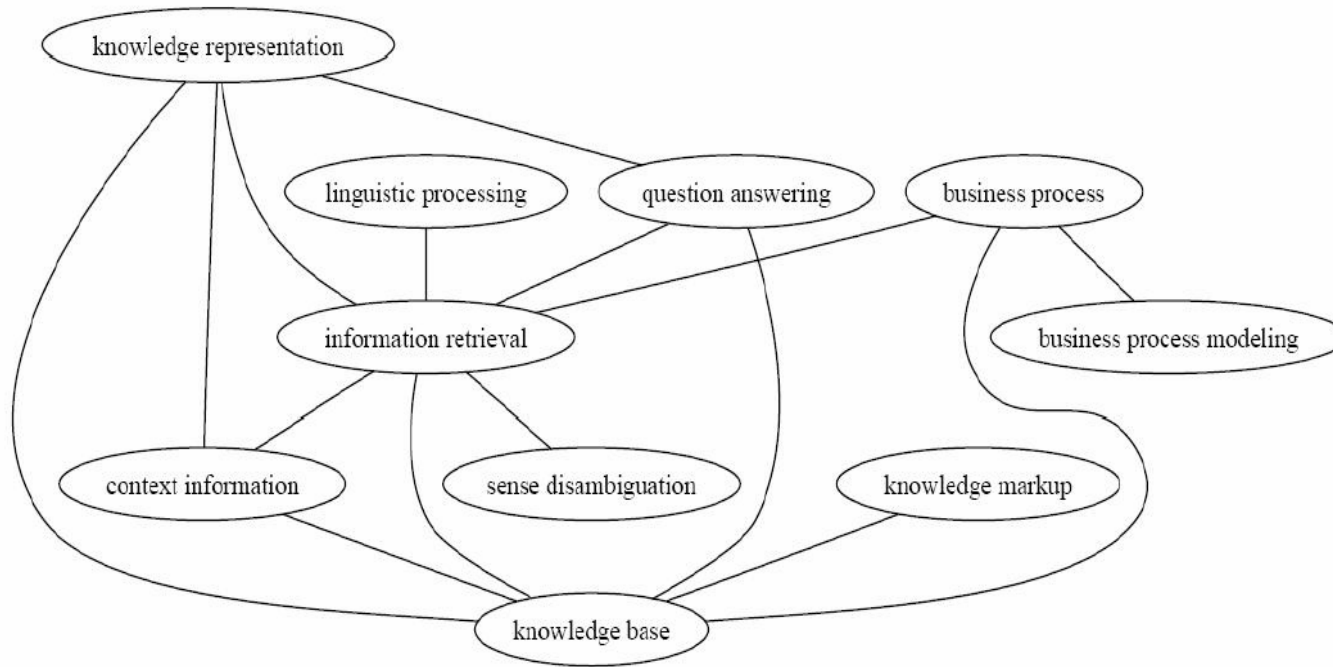 knowledge representation
linguistic processing
question answering
business process
information retrieval
business process modeling
context information
sense disambiguation
knowledge markup
knowledge base